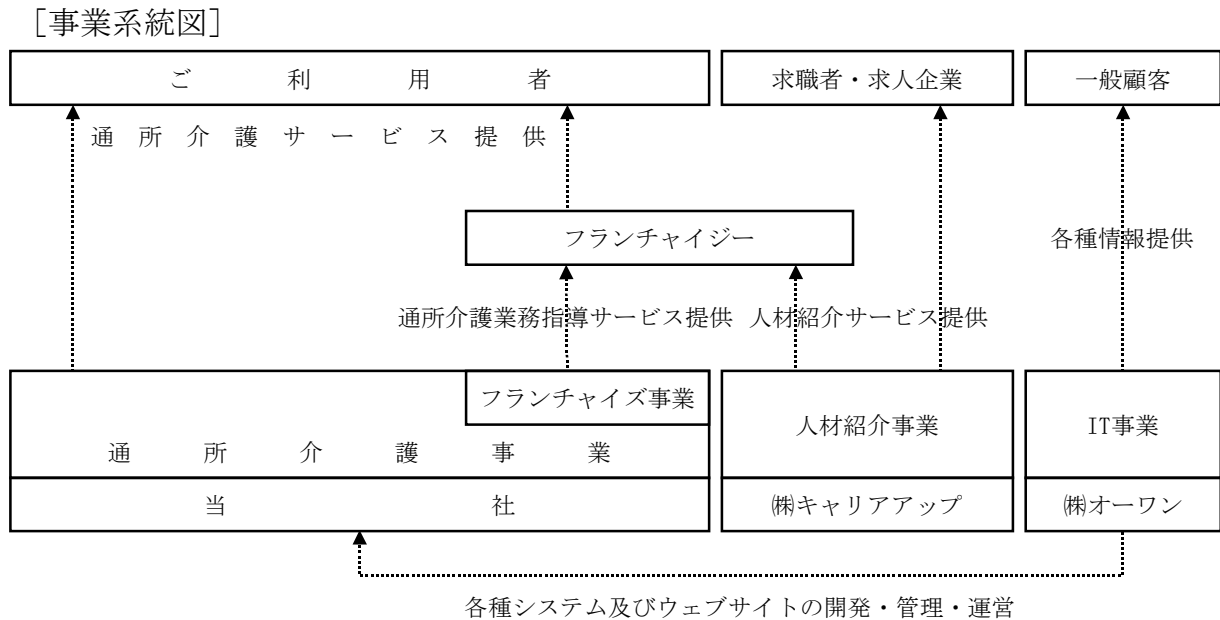 ［事業系統図］
ご利用者
求職者・求人企業
一般顧客
通所介護サービス提供
フランチャイジー
各種情報提供
通所介護業務指導サービス提供
人材紹介サービス提供
フランチャイズ事業
通所介護事業
人材紹介事業
IT事業
当社
㈱キャリアアップ
㈱オーワン
各種システム及びウェブサイトの開発・管理・運営